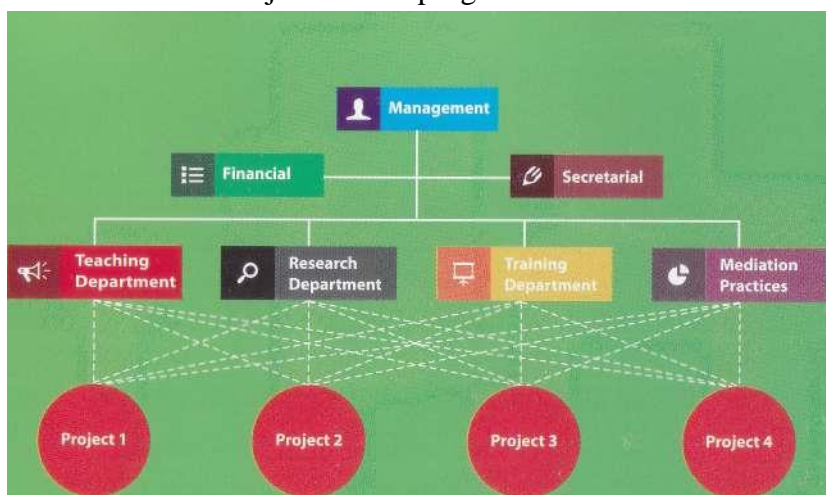 Management
Financial
Secretarial
Teaching
Department
Research
Department
Training
Department
Mediation
Practices
Project 1
Project 2
Project 3
Project 4